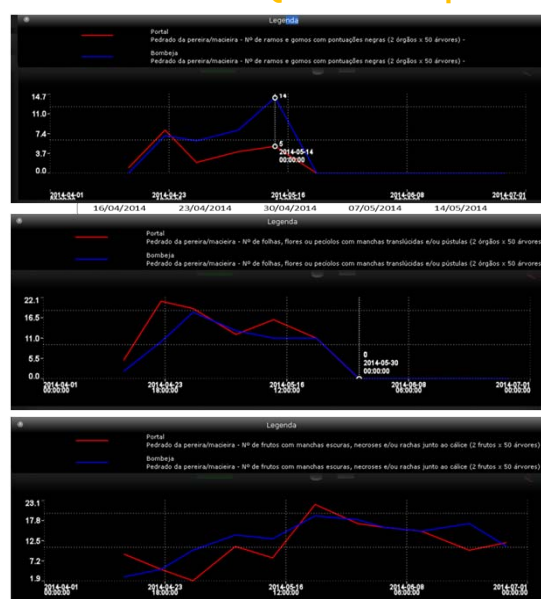 Legenda
Portal
Pedrado da pereira/macieira - Nº de ramos e gomos com pontuações negras (2 órgãos x 50 árvores) -
Bombeja
Pedrado da pereira/macieira - Nº de ramos e gomos com pontuações negras (2 órgãos x 50 árvores) -
14.7
11.0
7.4
3.7
0.0
14
5
2014-05-14
00:00:00
2014-04-01 2014-04-23 2014-05-16 2014-06-08 2014-07-01
16/04/2014 23/04/2014 30/04/2014 07/05/2014 14/05/2014
Legenda
Portal
Pedrado da pereira/macieira - Nº de folhas, flores ou pecíolos com manchas translúcidas e/ou pústulas (2 órgãos x 50 árvores
Bombeja
Pedrado da pereira/macieira - Nº de folhas, flores ou pecíolos com manchas translúcidas e/ou pústulas (2 órgãos x 50 árvores
22.1
16.5
11.0
5.5
0.0
0
2014-05-30
00:00:00
2014-04-01 2014-04-23 2014-05-16 2014-06-08 2014-07-01
00:00:00 18:00:00 12:00:00 06:00:00 00:00:00
Legenda
Portal
Pedrado da pereira/macieira - Nº de frutos com manchas escuras, necroses e/ou rachas junto ao cálice (2 frutos x 50 árvores)
Bombeja
Pedrado da pereira/macieira - Nº de frutos com manchas escuras, necroses e/ou rachas junto ao cálice (2 frutos x 50 árvores)
23.1
17.8
12.5
7.2
1.9
2014-04-01 2014-04-23 2014-05-16 2014-06-08 2014-07-01
00:00:00 18:00:00 12:00:00 06:00:00 00:00:00